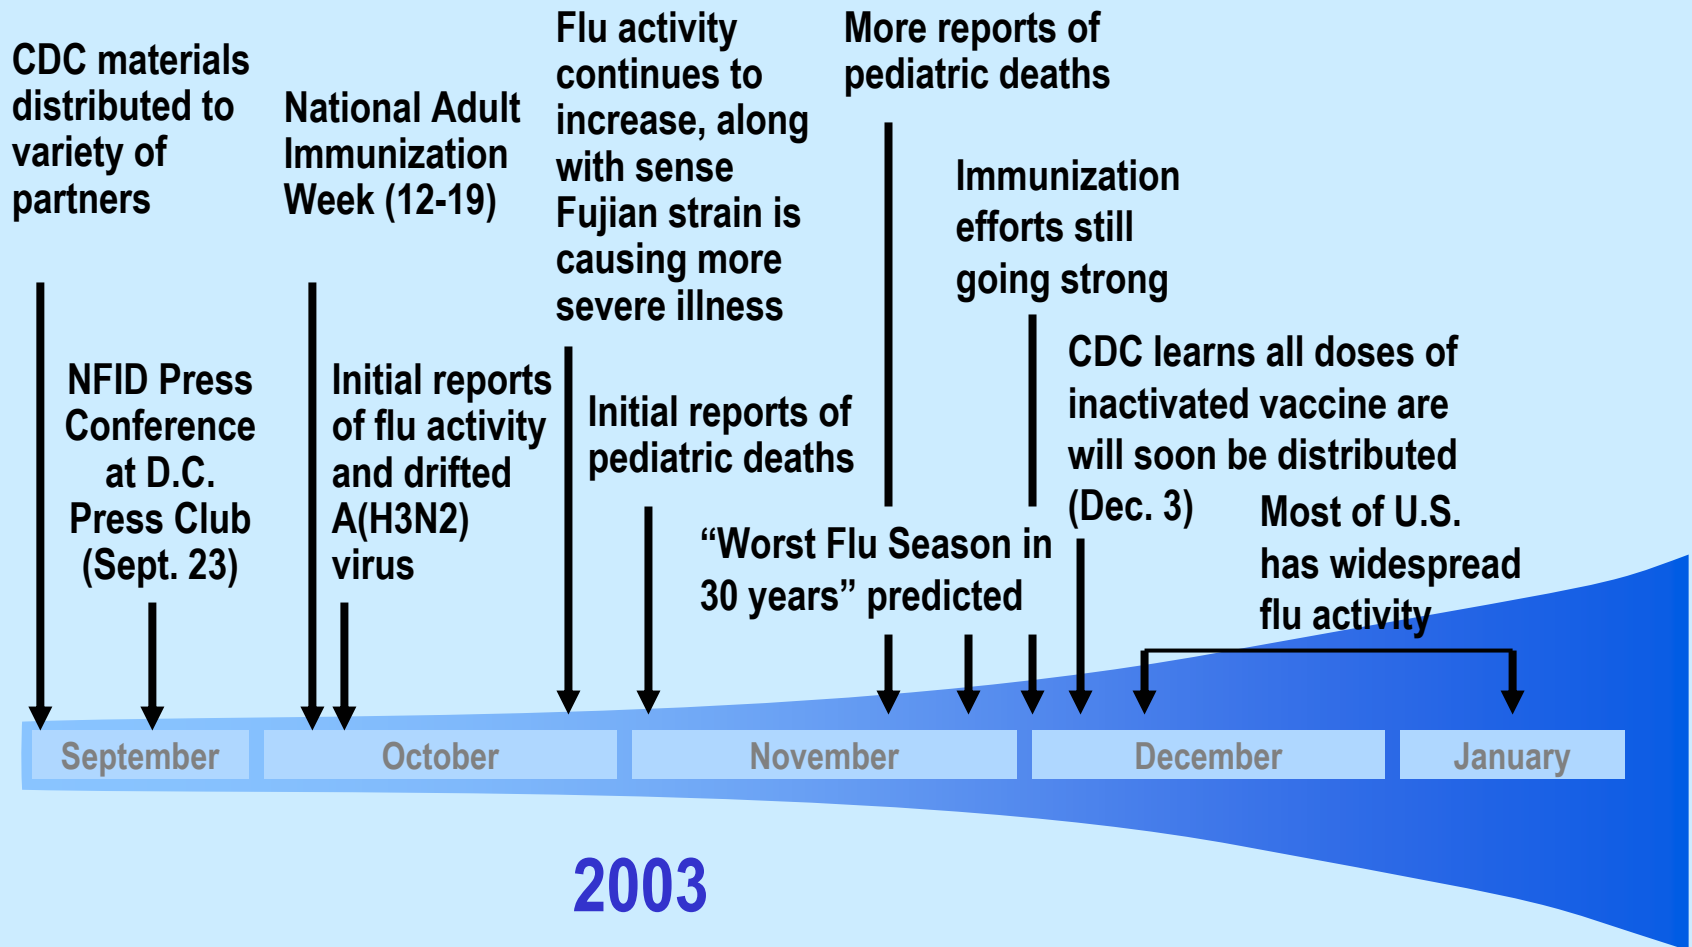 CDC materials
distributed to
variety of
partners
National Adult
Immunization
Week (12-19)
Flu activity
continues to
increase, along
with sense
Fujian strain is
causing more
severe illness
More reports of
pediatric deaths
Immunization
efforts still
going strong
NFID Press
Conference
at D.C.
Press Club
(Sept. 23)
Initial reports
of flu activity
and drifted
A(H3N2)
virus
Initial reports of
pediatric deaths
“Worst Flu Season in
30 years” predicted
CDC learns all doses of
inactivated vaccine are
will soon be distributed
(Dec. 3)
Most of U.S.
has widespread
flu activity
September
October
November
December
January
2003